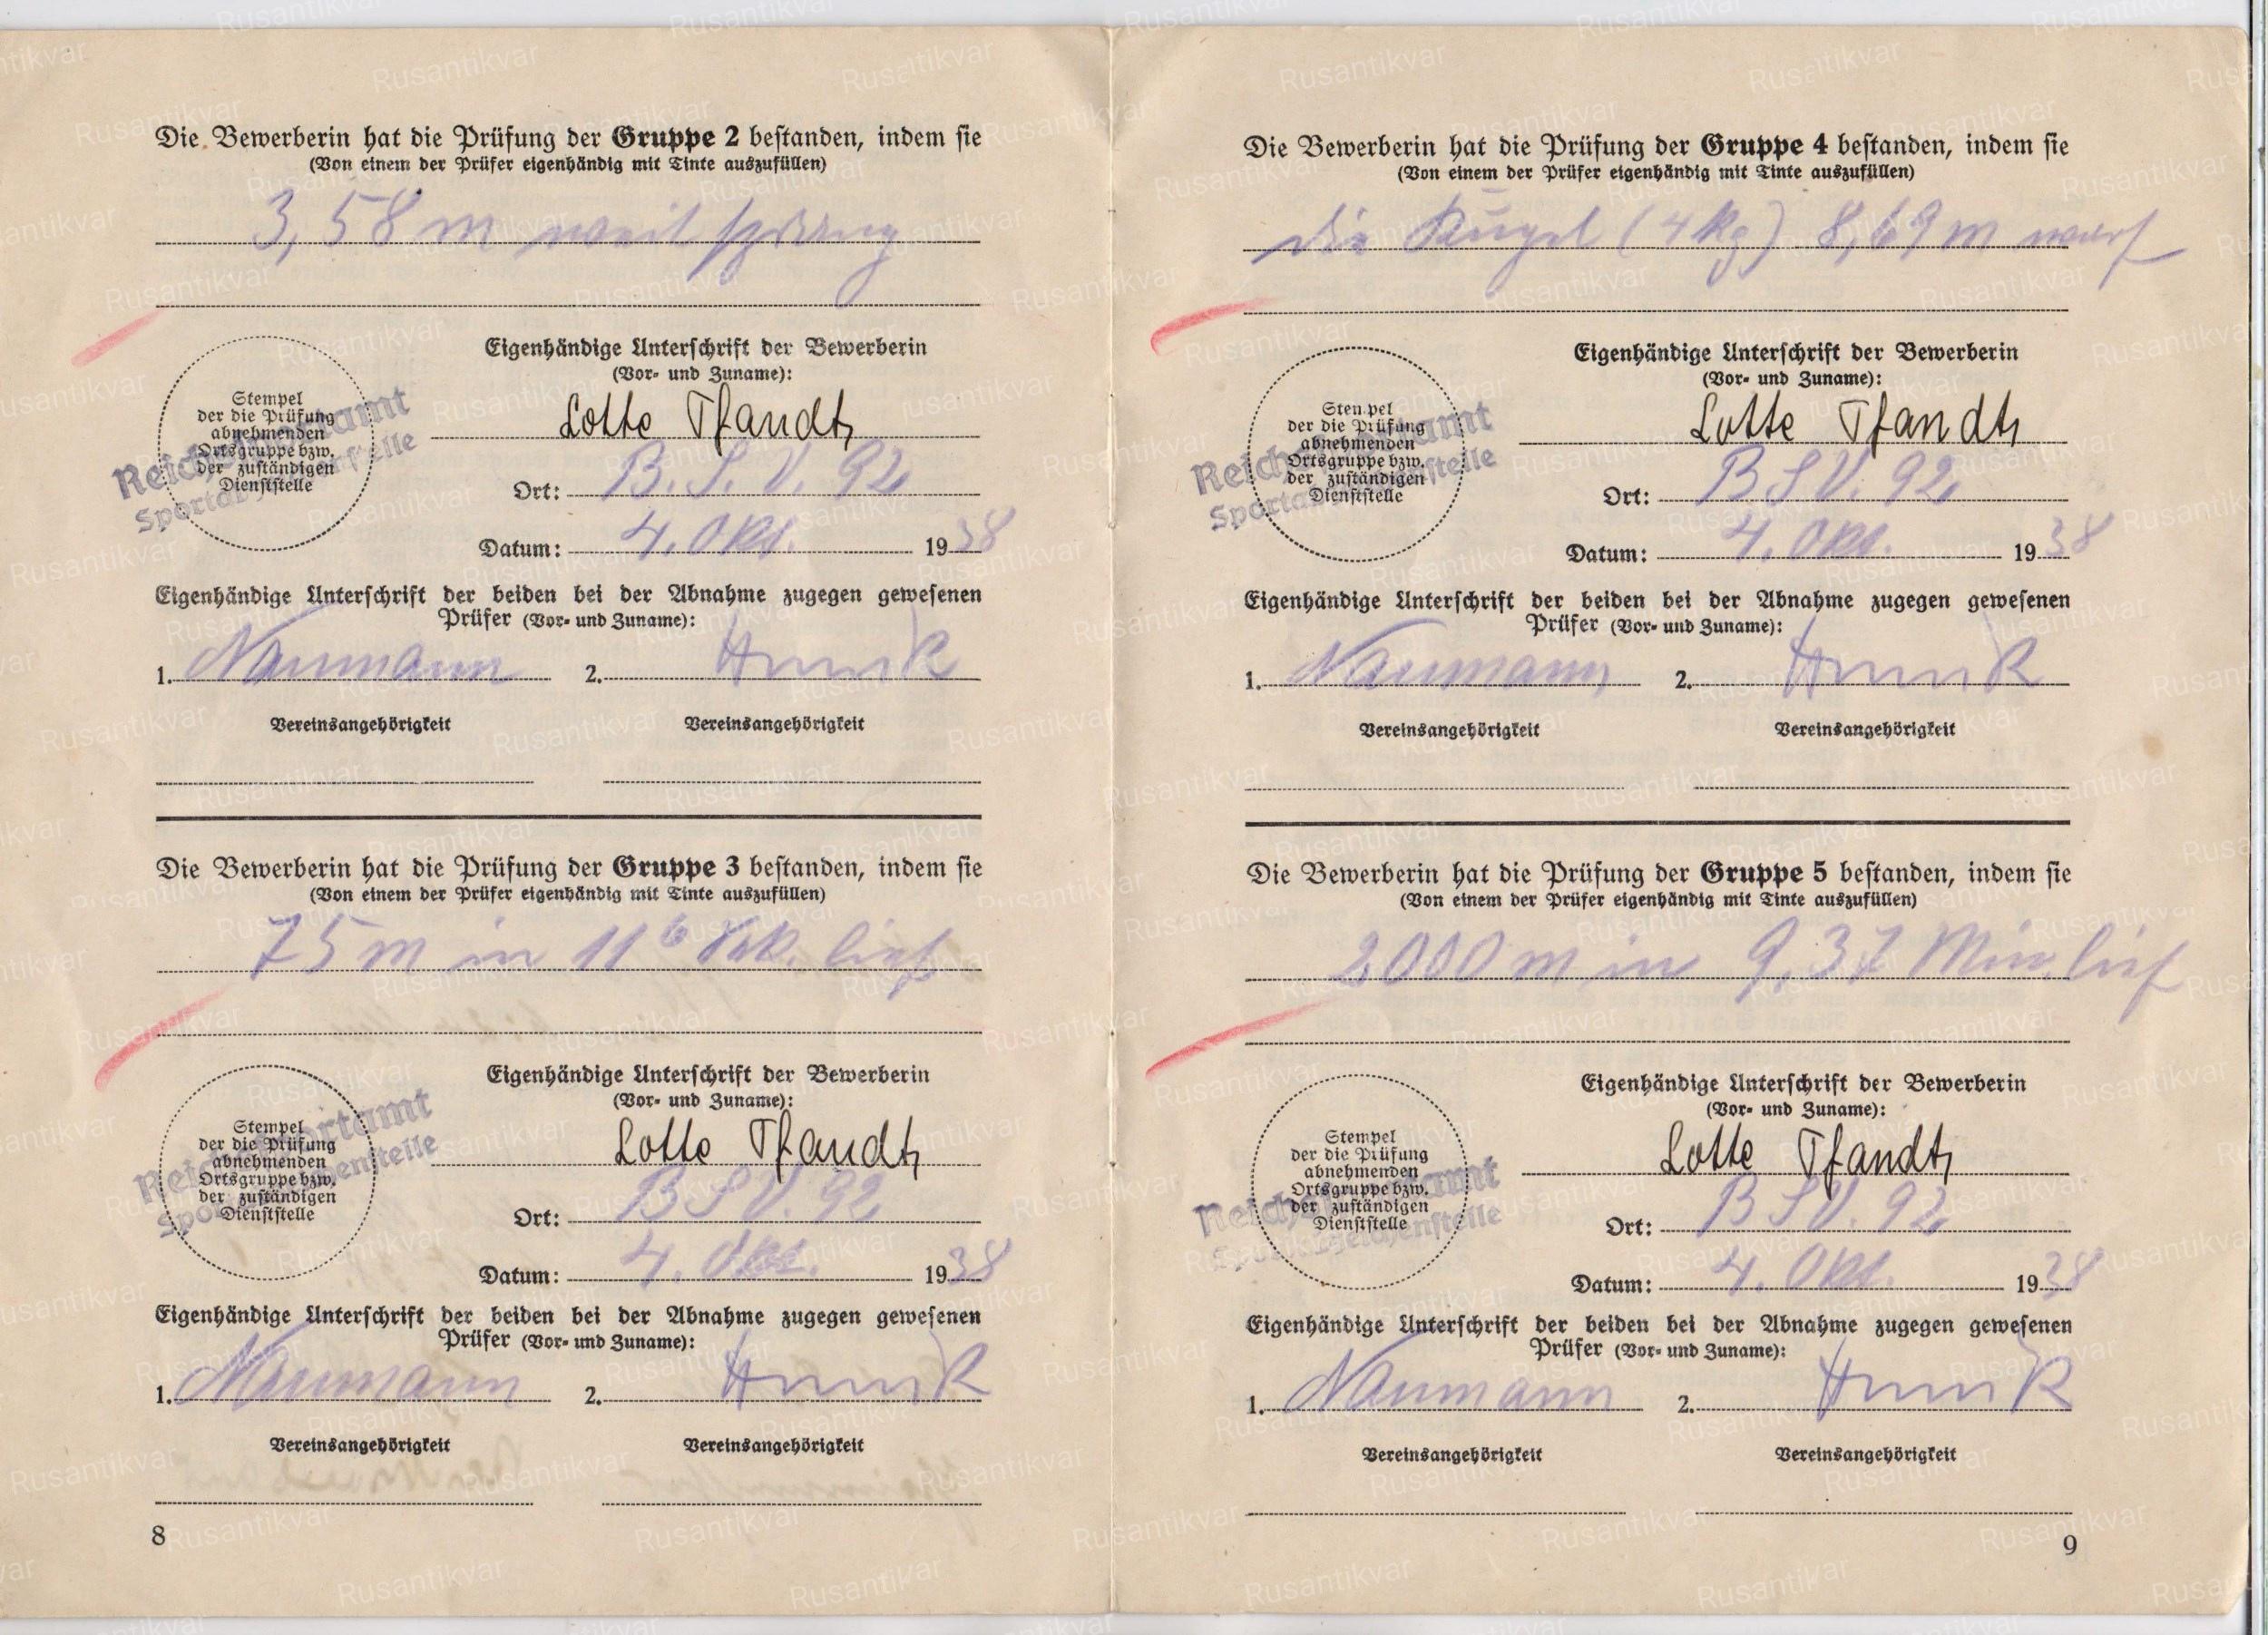 Die Bewerberin hat die Prüfung der Gruppe 2 bestanden, indem sie
(Von einem der Prüfer eigenhändig mit Tinte auszufüllen)
3,58 m weit sprang
Stempel
der die Prüfung
abnehmenden
Ortsgruppe bzw.
der zuständigen
Dienststelle
Eigenhändige Unterschrift der Bewerberin
(Vor- und Zuname):
Lotte Pfandt
Ort: B. S. V. 92
Datum: 4. Okt. 1938
Eigenhändige Unterschrift der beiden bei der Abnahme zugegen gewesenen
Prüfer (Vor- und Zuname):
1. Naumann 2.
Vereinsangehörigkeit Vereinsangehörigkeit
Die Bewerberin hat die Prüfung der Gruppe 3 bestanden, indem sie
(Von einem der Prüfer eigenhändig mit Tinte auszufüllen)
75 m in 11⁶ Sek. lief
Stempel
der die Prüfung
abnehmenden
Ortsgruppe bzw.
der zuständigen
Dienststelle
Eigenhändige Unterschrift der Bewerberin
(Vor- und Zuname):
Lotte Pfandt
Ort: B S V. 92
Datum: 4. Okt. 1938
Eigenhändige Unterschrift der beiden bei der Abnahme zugegen gewesenen
Prüfer (Vor- und Zuname):
1. Naumann 2.
Vereinsangehörigkeit Vereinsangehörigkeit
8
Die Bewerberin hat die Prüfung der Gruppe 4 bestanden, indem sie
(Von einem der Prüfer eigenhändig mit Tinte auszufüllen)
die Kugel (4 kg) 8,69 m warf
Stempel
der die Prüfung
abnehmenden
Ortsgruppe bzw.
der zuständigen
Dienststelle
Eigenhändige Unterschrift der Bewerberin
(Vor- und Zuname):
Lotte Pfandt
Ort: B S V. 92
Datum: 4. Okt. 1938
Eigenhändige Unterschrift der beiden bei der Abnahme zugegen gewesenen
Prüfer (Vor- und Zuname):
1. Naumann 2.
Vereinsangehörigkeit Vereinsangehörigkeit
Die Bewerberin hat die Prüfung der Gruppe 5 bestanden, indem sie
(Von einem der Prüfer eigenhändig mit Tinte auszufüllen)
2000 m in 9,37 Min. lief
Stempel
der die Prüfung
abnehmenden
Ortsgruppe bzw.
der zuständigen
Dienststelle
Eigenhändige Unterschrift der Bewerberin
(Vor- und Zuname):
Lotte Pfandt
Ort: B S V. 92
Datum: 4. Okt. 1938
Eigenhändige Unterschrift der beiden bei der Abnahme zugegen gewesenen
Prüfer (Vor- und Zuname):
1. Naumann 2.
Vereinsangehörigkeit Vereinsangehörigkeit
9
Rusantikvar